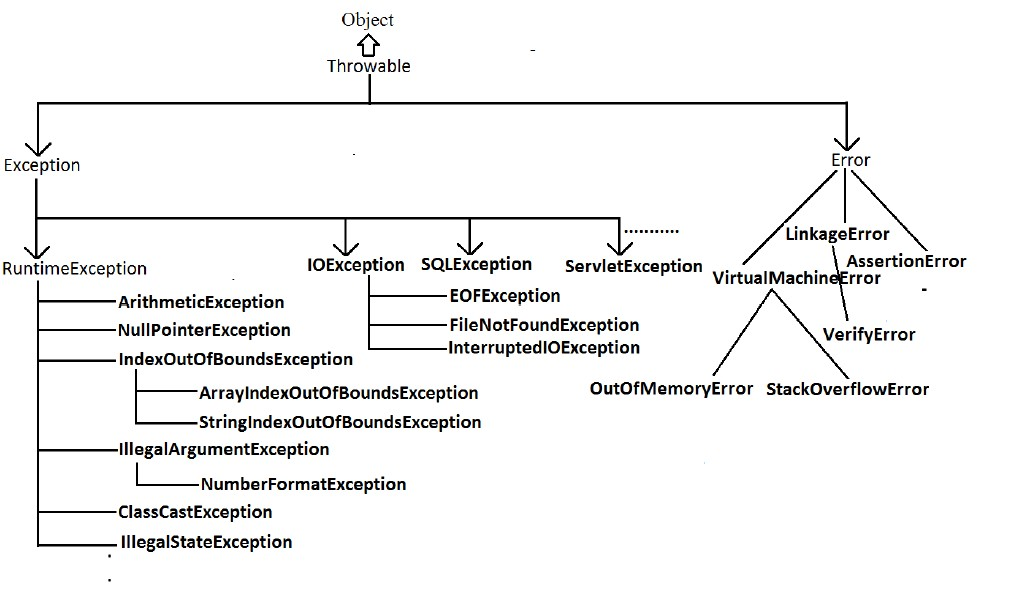 Object
Throwable
Exception
Error
RuntimeException
IOException
SQLException
ServletException
...........
ArithmeticException
NullPointerException
IndexOutOfBoundsException
ArrayIndexOutOfBoundsException
StringIndexOutOfBoundsException
IllegalArgumentException
NumberFormatException
ClassCastException
IllegalStateException
.
.
EOFException
FileNotFoundException
InterruptedIOException
LinkageError
AssertionError
VirtualMachineError
VerifyError
OutOfMemoryError
StackOverflowError